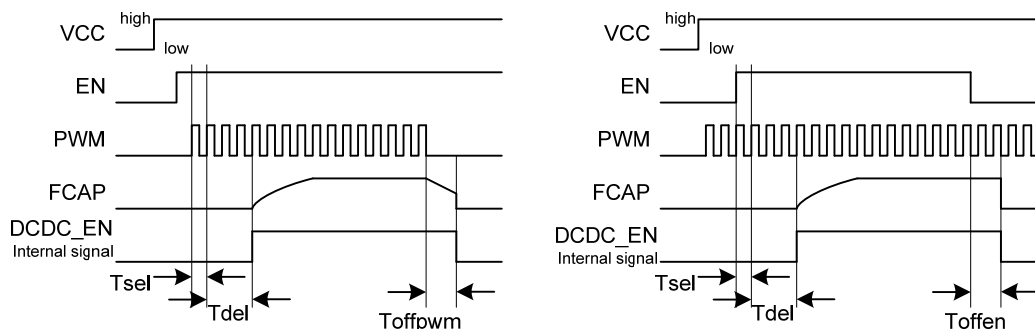 VCC
high
low
EN
PWM
FCAP
DCDC_EN
Internal signal
Tsel
Tdel
Toffpwm
VCC
high
low
EN
PWM
FCAP
DCDC_EN
Internal signal
Tsel
Tdel
Toffen